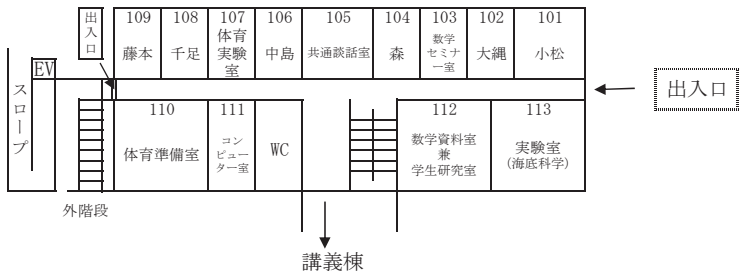 出入口
109
藤本
108
千足
107
体育
実験
室
106
中島
105
共通談話室
104
森
103
数学
セミナ
ー室
102
大縄
101
小松
EV
スロープ
出入口
110
体育準備室
111
コン
ピュー
ター室
WC
112
数学資料室
兼
学生研究室
113
実験室
(海底科学)
外階段
講義棟